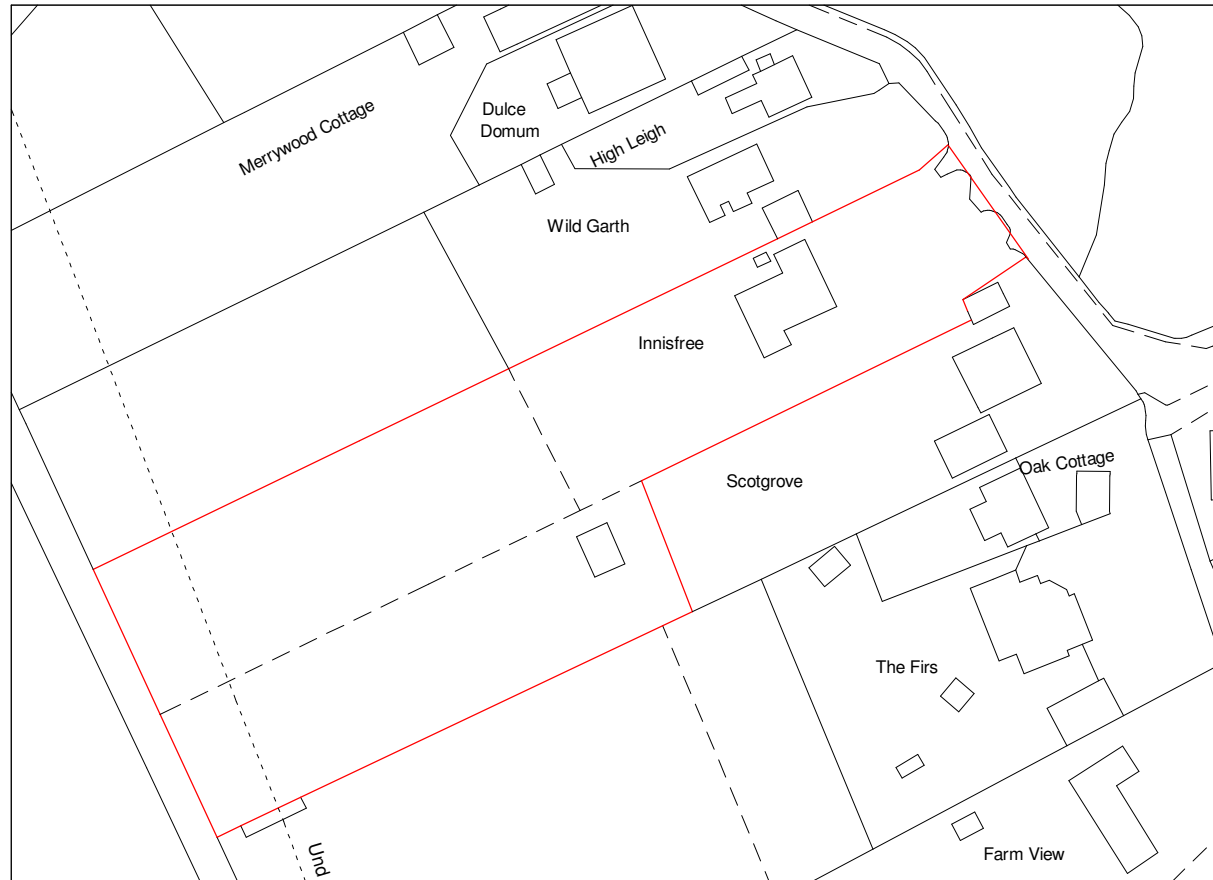 Merrywood Cottage
Dulce
Domum
High Leigh
Wild Garth
Innisfree
Scotgrove
Oak Cottage
The Firs
Farm View
Und